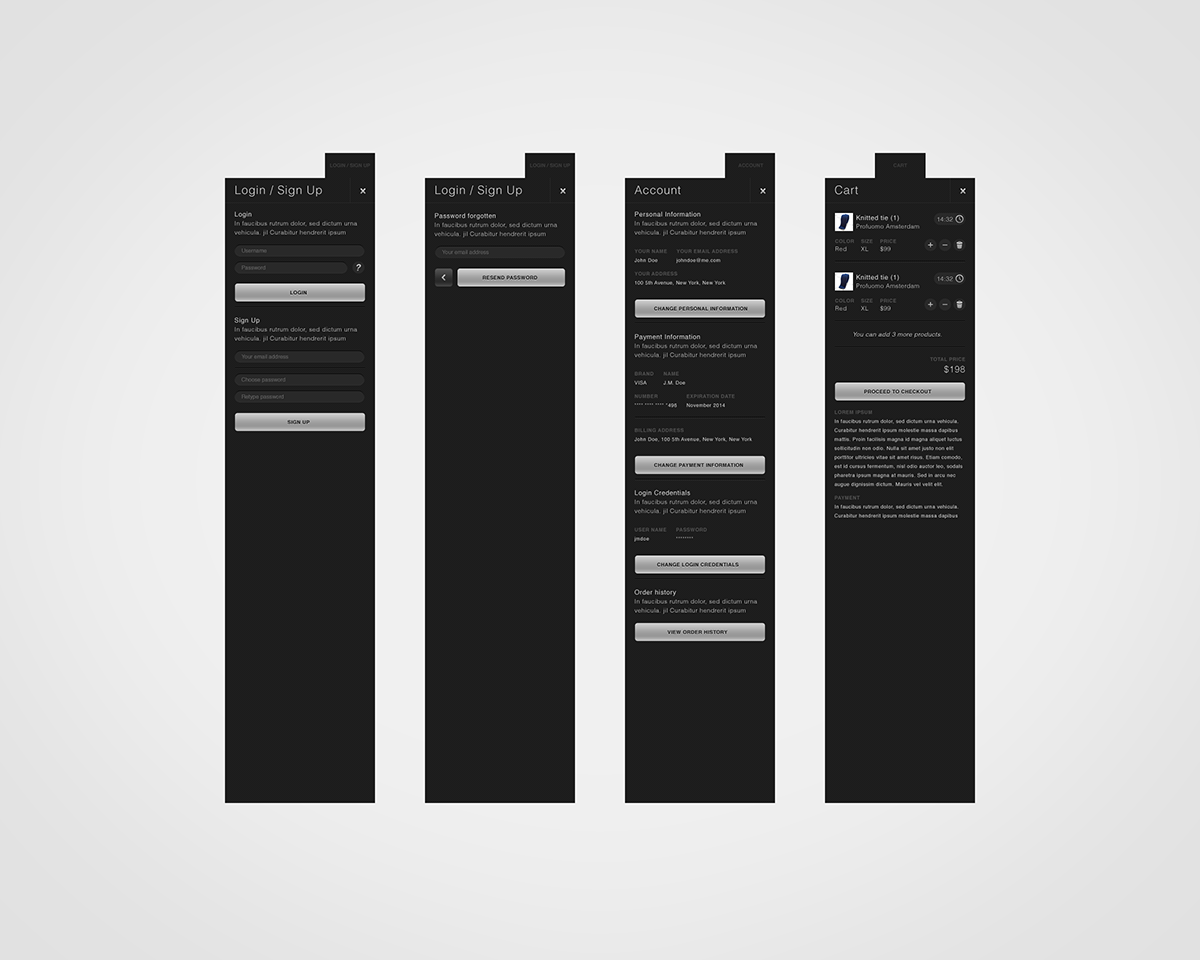 LOGIN / SIGN UP
Login / Sign Up
Login
In faucibus rutrum dolor, sed dictum urna
vehicula. jil Curabitur hendrerit ipsum
Username
Password
?
LOGIN
Sign Up
In faucibus rutrum dolor, sed dictum urna
vehicula. jil Curabitur hendrerit ipsum
Your email address
Choose password
Retype password
SIGN UP
LOGIN / SIGN UP
Login / Sign Up
Password forgotten
In faucibus rutrum dolor, sed dictum urna
vehicula. jil Curabitur hendrerit ipsum
Your email address
RESEND PASSWORD
ACCOUNT
Account
Personal Information
In faucibus rutrum dolor, sed dictum urna
vehicula. jil Curabitur hendrerit ipsum
YOUR NAME YOUR EMAIL ADDRESS
John Doe johndoe@me.com
YOUR ADDRESS
100 5th Avenue, New York, New York
CHANGE PERSONAL INFORMATION
Payment Information
In faucibus rutrum dolor, sed dictum urna
vehicula. jil Curabitur hendrerit ipsum
BRAND NAME
VISA J.M. Doe
NUMBER EXPIRATION DATE
**** **** **** *496 November 2014
BILLING ADDRESS
John Doe, 100 5th Avenue, New York, New York
CHANGE PAYMENT INFORMATION
Login Credentials
In faucibus rutrum dolor, sed dictum urna
vehicula. jil Curabitur hendrerit ipsum
USER NAME PASSWORD
jmdoe ********
CHANGE LOGIN CREDENTIALS
Order history
In faucibus rutrum dolor, sed dictum urna
vehicula. jil Curabitur hendrerit ipsum
VIEW ORDER HISTORY
CART
Cart
Knitted tie (1) 14:32
Profuomo Amsterdam
COLOR SIZE PRICE
Red XL $99
Knitted tie (1) 14:32
Profuomo Amsterdam
COLOR SIZE PRICE
Red XL $99
You can add 3 more products.
TOTAL PRICE
$198
PROCEED TO CHECKOUT
LOREM IPSUM
In faucibus rutrum dolor, sed dictum urna vehicula.
Curabitur hendrerit ipsum molestie massa dapibus
mattis. Proin facilisis magna id magna aliquet luctus
sollicitudin non odio. Nulla sit amet justo non elit
porttitor ultricies vitae sit amet risus. Etiam comodo,
est id cursus fermentum, nisl odio auctor leo, sodals
pharetra ipsum magna at mauris. Sed in arcu nec
augue dignissim dictum. Mauris vel velit elit.
PAYMENT
In faucibus rutrum dolor, sed dictum urna vehicula.
Curabitur hendrerit ipsum molestie massa dapibus